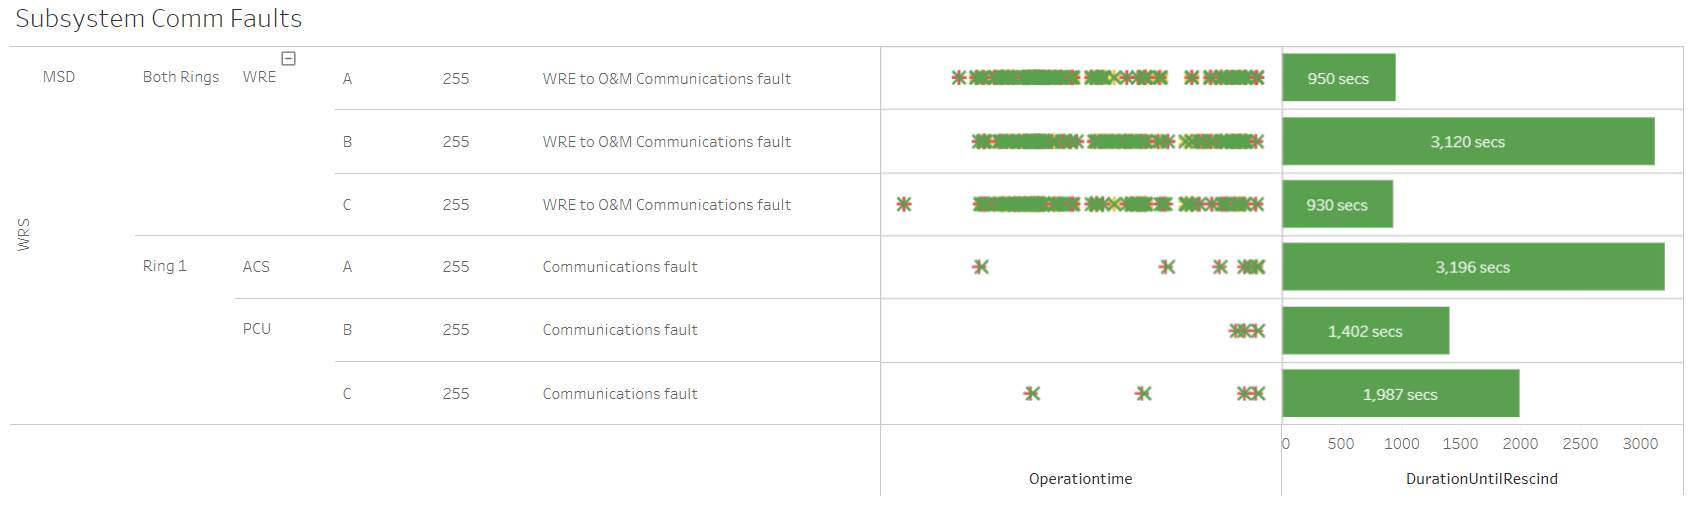 Subsystem Comm Faults
WRS
MSD Both Rings WRE A 255 WRE to O&M Communications fault 950 secs
B 255 WRE to O&M Communications fault 3,120 secs
C 255 WRE to O&M Communications fault 930 secs
Ring 1 ACS A 255 Communications fault 3,196 secs
PCU B 255 Communications fault 1,402 secs
C 255 Communications fault 1,987 secs
0 500 1000 1500 2000 2500 3000
Operationtime DurationUntilRescind